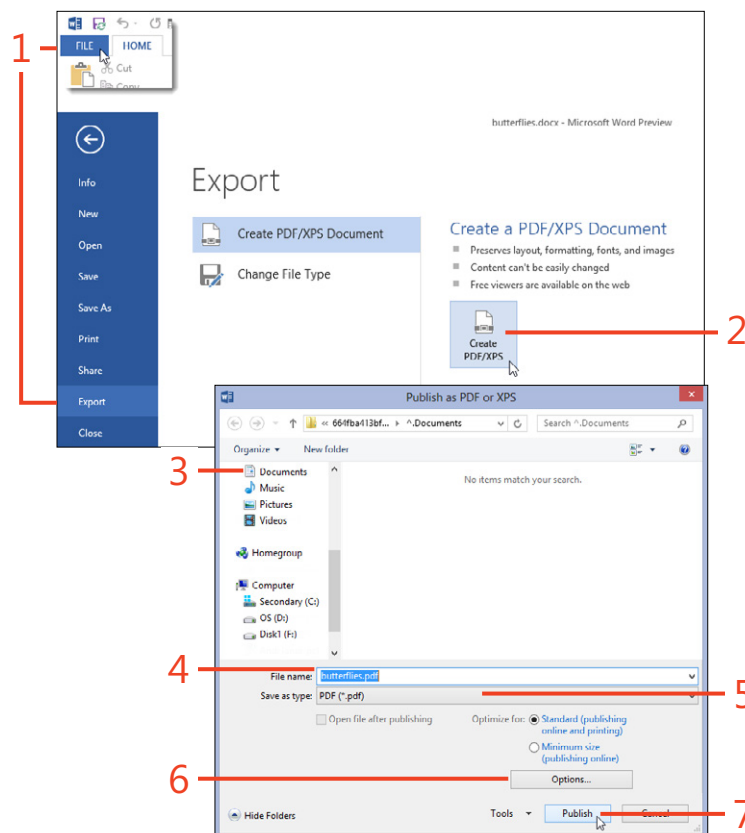 1
FILE HOME
Cut
Copy
butterflies.docx - Microsoft Word Preview
Info
New
Open
Save
Save As
Print
Share
Export
Close
Export
Create PDF/XPS Document
Change File Type
Create a PDF/XPS Document
Preserves layout, formatting, fonts, and images
Content can't be easily changed
Free viewers are available on the web
Create
PDF/XPS
2
Publish as PDF or XPS
« 664fba413bf... ▸ ^.Documents
Search ^.Documents
Organize New folder
3
Documents
Music
Pictures
Videos
Homegroup
Computer
Secondary (C:)
OS (D:)
Disk1 (F:)
No items match your search.
4
File name: butterflies.pdf
Save as type: PDF (*.pdf)
5
Open file after publishing
Optimize for: Standard (publishing
online and printing)
Minimum size
(publishing online)
6
Options...
Hide Folders
Tools Publish Cancel
7